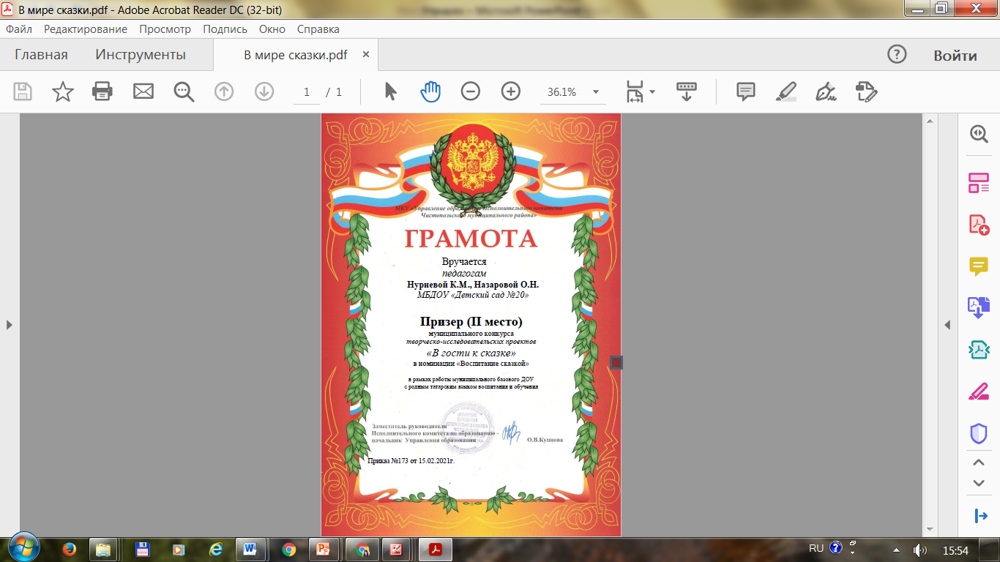 В мире сказки.pdf - Adobe Acrobat Reader DC (32-bit)
Файл Редактирование Просмотр Подпись Окно Справка
Главная Инструменты В мире сказки.pdf × Войти
1 / 1 36.1%
МКУ «Управление образования Исполнительного комитета
Чистопольского муниципального района»
ГРАМОТА
Вручается
педагогам
Нуриевой К.М., Назаровой О.Н.
МБДОУ «Детский сад №20»
Призер (II место)
муниципального конкурса
творческо-исследовательских проектов
«В гости к сказке»
в номинации «Воспитание сказкой»
в рамках работы муниципального базового ДОУ
с родным татарским языком воспитания и обучения
Заместитель руководителя
Исполнительного комитета по образованию -
начальник Управления образования О.В.Купцова
Приказ №173 от 15.02.2021г.
RU 15:54